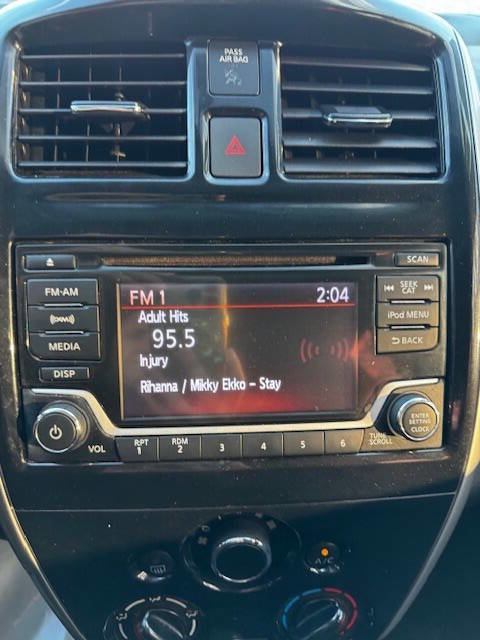 PASS
AIR BAG
SCAN
FM·AM
SEEK
CAT
MEDIA
iPod MENU
BACK
DISP
FM 1 2:04
Adult Hits
95.5
Injury
Rihanna / Mikky Ekko - Stay
VOL
RPT
1
RDM
2
3
4
5
6
TUNE
SCROLL
ENTER
SETTING
CLOCK
A/C